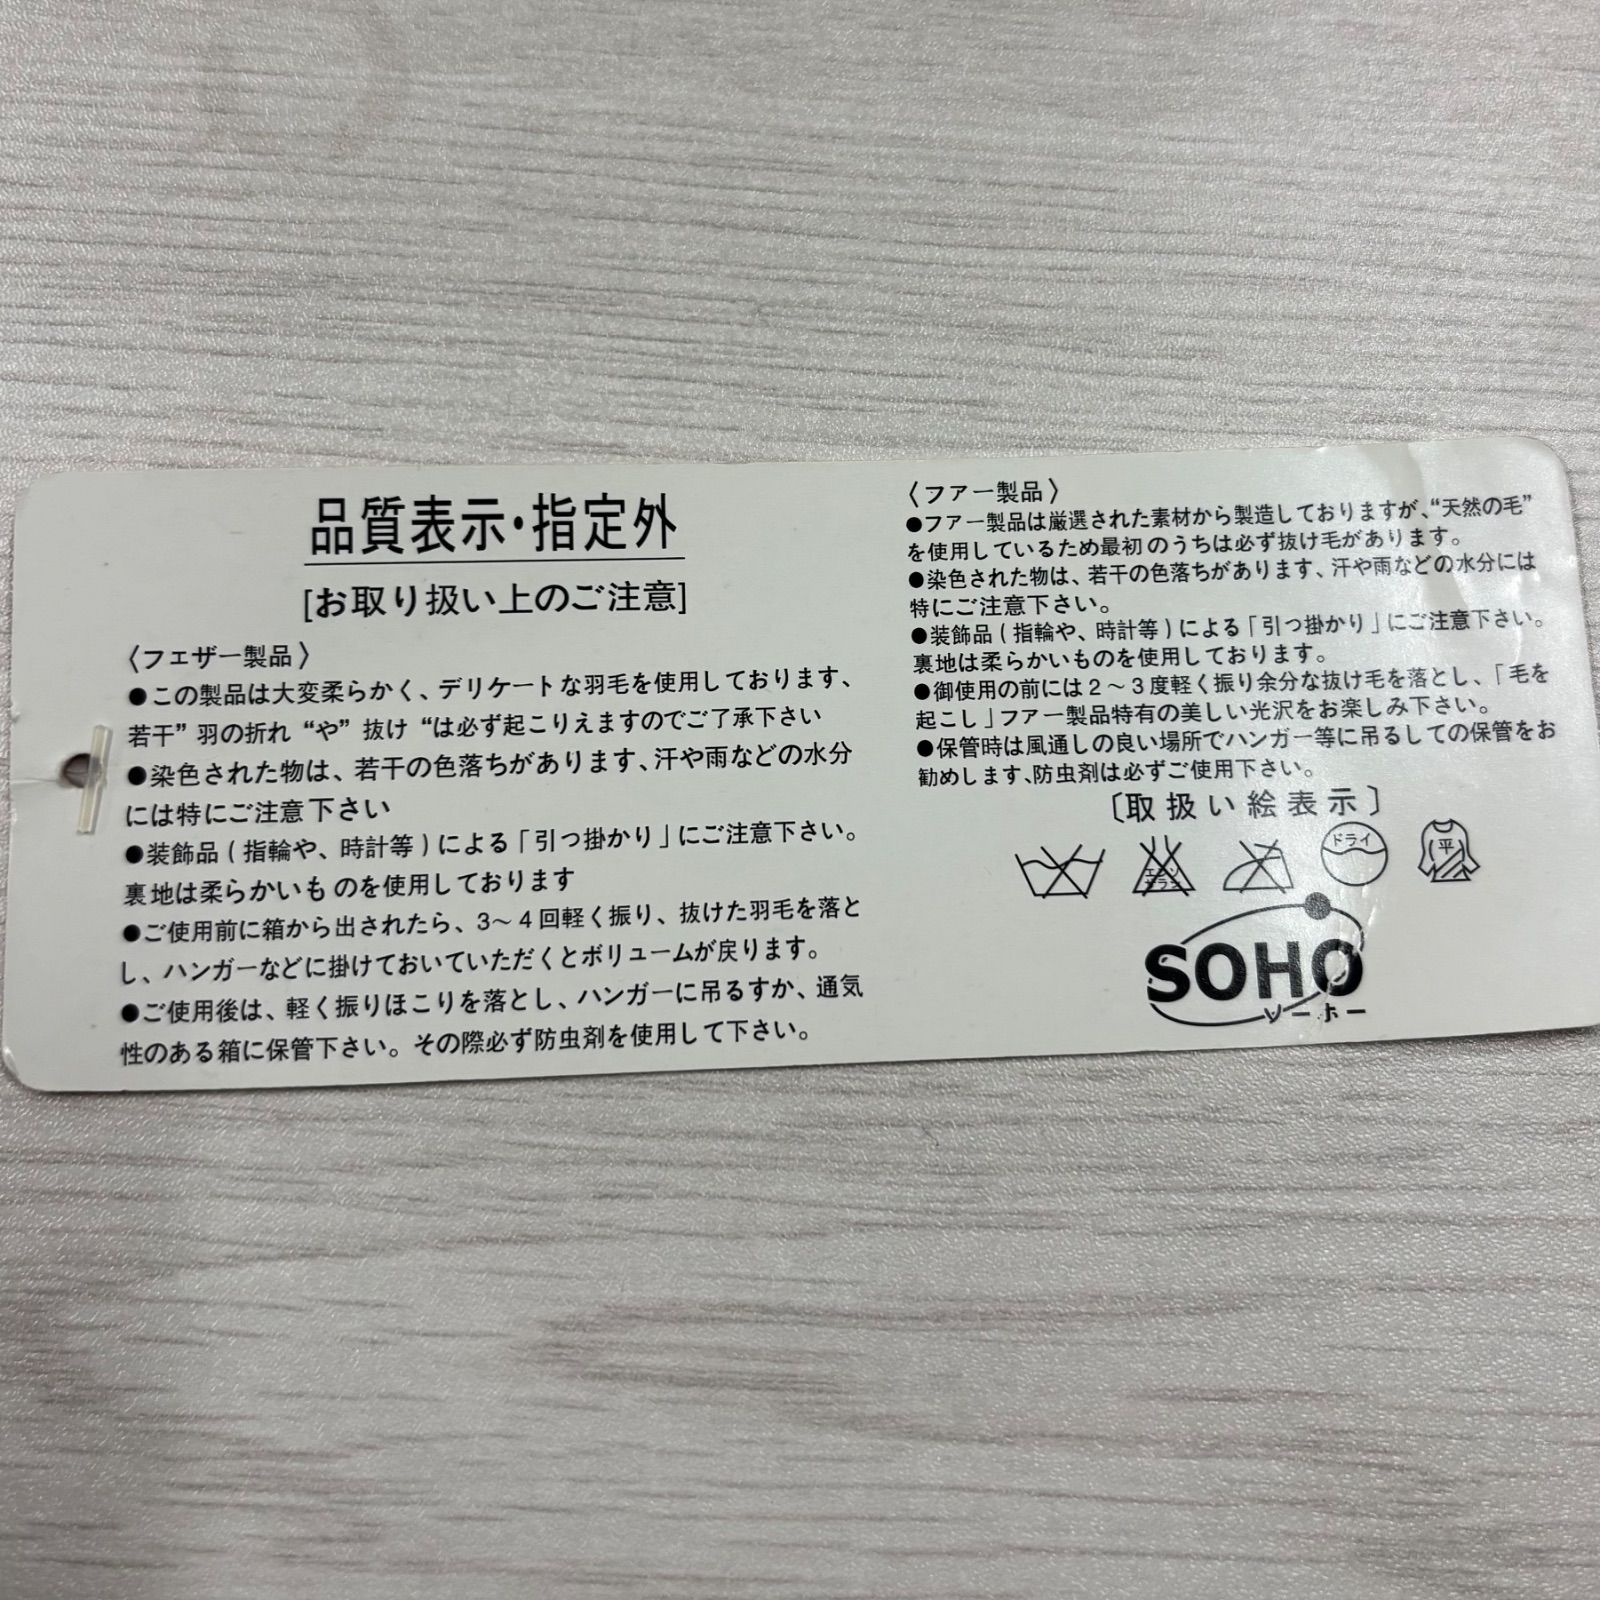 品質表示・指定外
[お取り扱い上のご注意]
〈フェザー製品〉
●この製品は大変柔らかく、デリケートな羽毛を使用しております、
若干”羽の折れ“や”抜け“は必ず起こりえますのでご了承下さい
●染色された物は、若干の色落ちがあります、汗や雨などの水分
には特にご注意下さい
●装飾品(指輪や、時計等)による「引つ掛かり」にご注意下さい。
裏地は柔らかいものを使用しております
●ご使用前に箱から出されたら、3〜4回軽く振り、抜けた羽毛を落と
し、ハンガーなどに掛けておいていただくとボリュームが戻ります。
●ご使用後は、軽く振りほこりを落とし、ハンガーに吊るすか、通気
性のある箱に保管下さい。その際必ず防虫剤を使用して下さい。
〈ファー製品〉
●ファー製品は厳選された素材から製造しておりますが、“天然の毛”
を使用しているため最初のうちは必ず抜け毛があります。
●染色された物は、若干の色落ちがあります、汗や雨などの水分には
特にご注意下さい。
●装飾品(指輪や、時計等)による「引つ掛かり」にご注意下さい。
裏地は柔らかいものを使用しております。
●御使用の前には2〜3度軽く振り余分な抜け毛を落とし、「毛を
起こし」ファー製品特有の美しい光沢をお楽しみ下さい。
●保管時は風通しの良い場所でハンガー等に吊るしての保管をお
勧めします、防虫剤は必ずご使用下さい。
〔取扱い絵表示〕
エンソ
サラシ
ドライ
平
SOHO
ソーホー